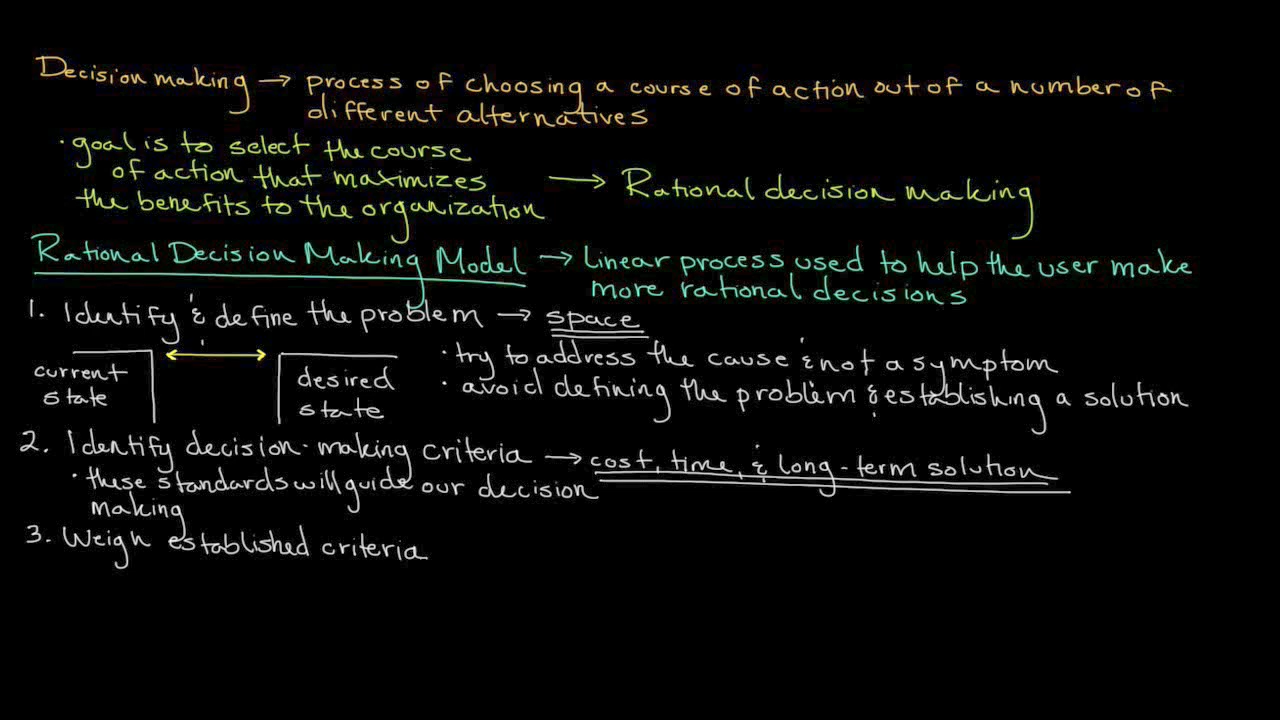 Decision making → process of choosing a course of action out of a number of
different alternatives
· goal is to select the course
of action that maximizes
the benefits to the organization
→ Rational decision making
Rational Decision Making Model → linear process used to help the user make
more rational decisions
1. Identify & define the problem → space
current
state
desired
state
· try to address the cause & not a symptom
· avoid defining the problem & establishing a solution
2. Identify decision-making criteria → cost, time, & long-term solution
· these standards will guide our decision
making
3. Weigh established criteria